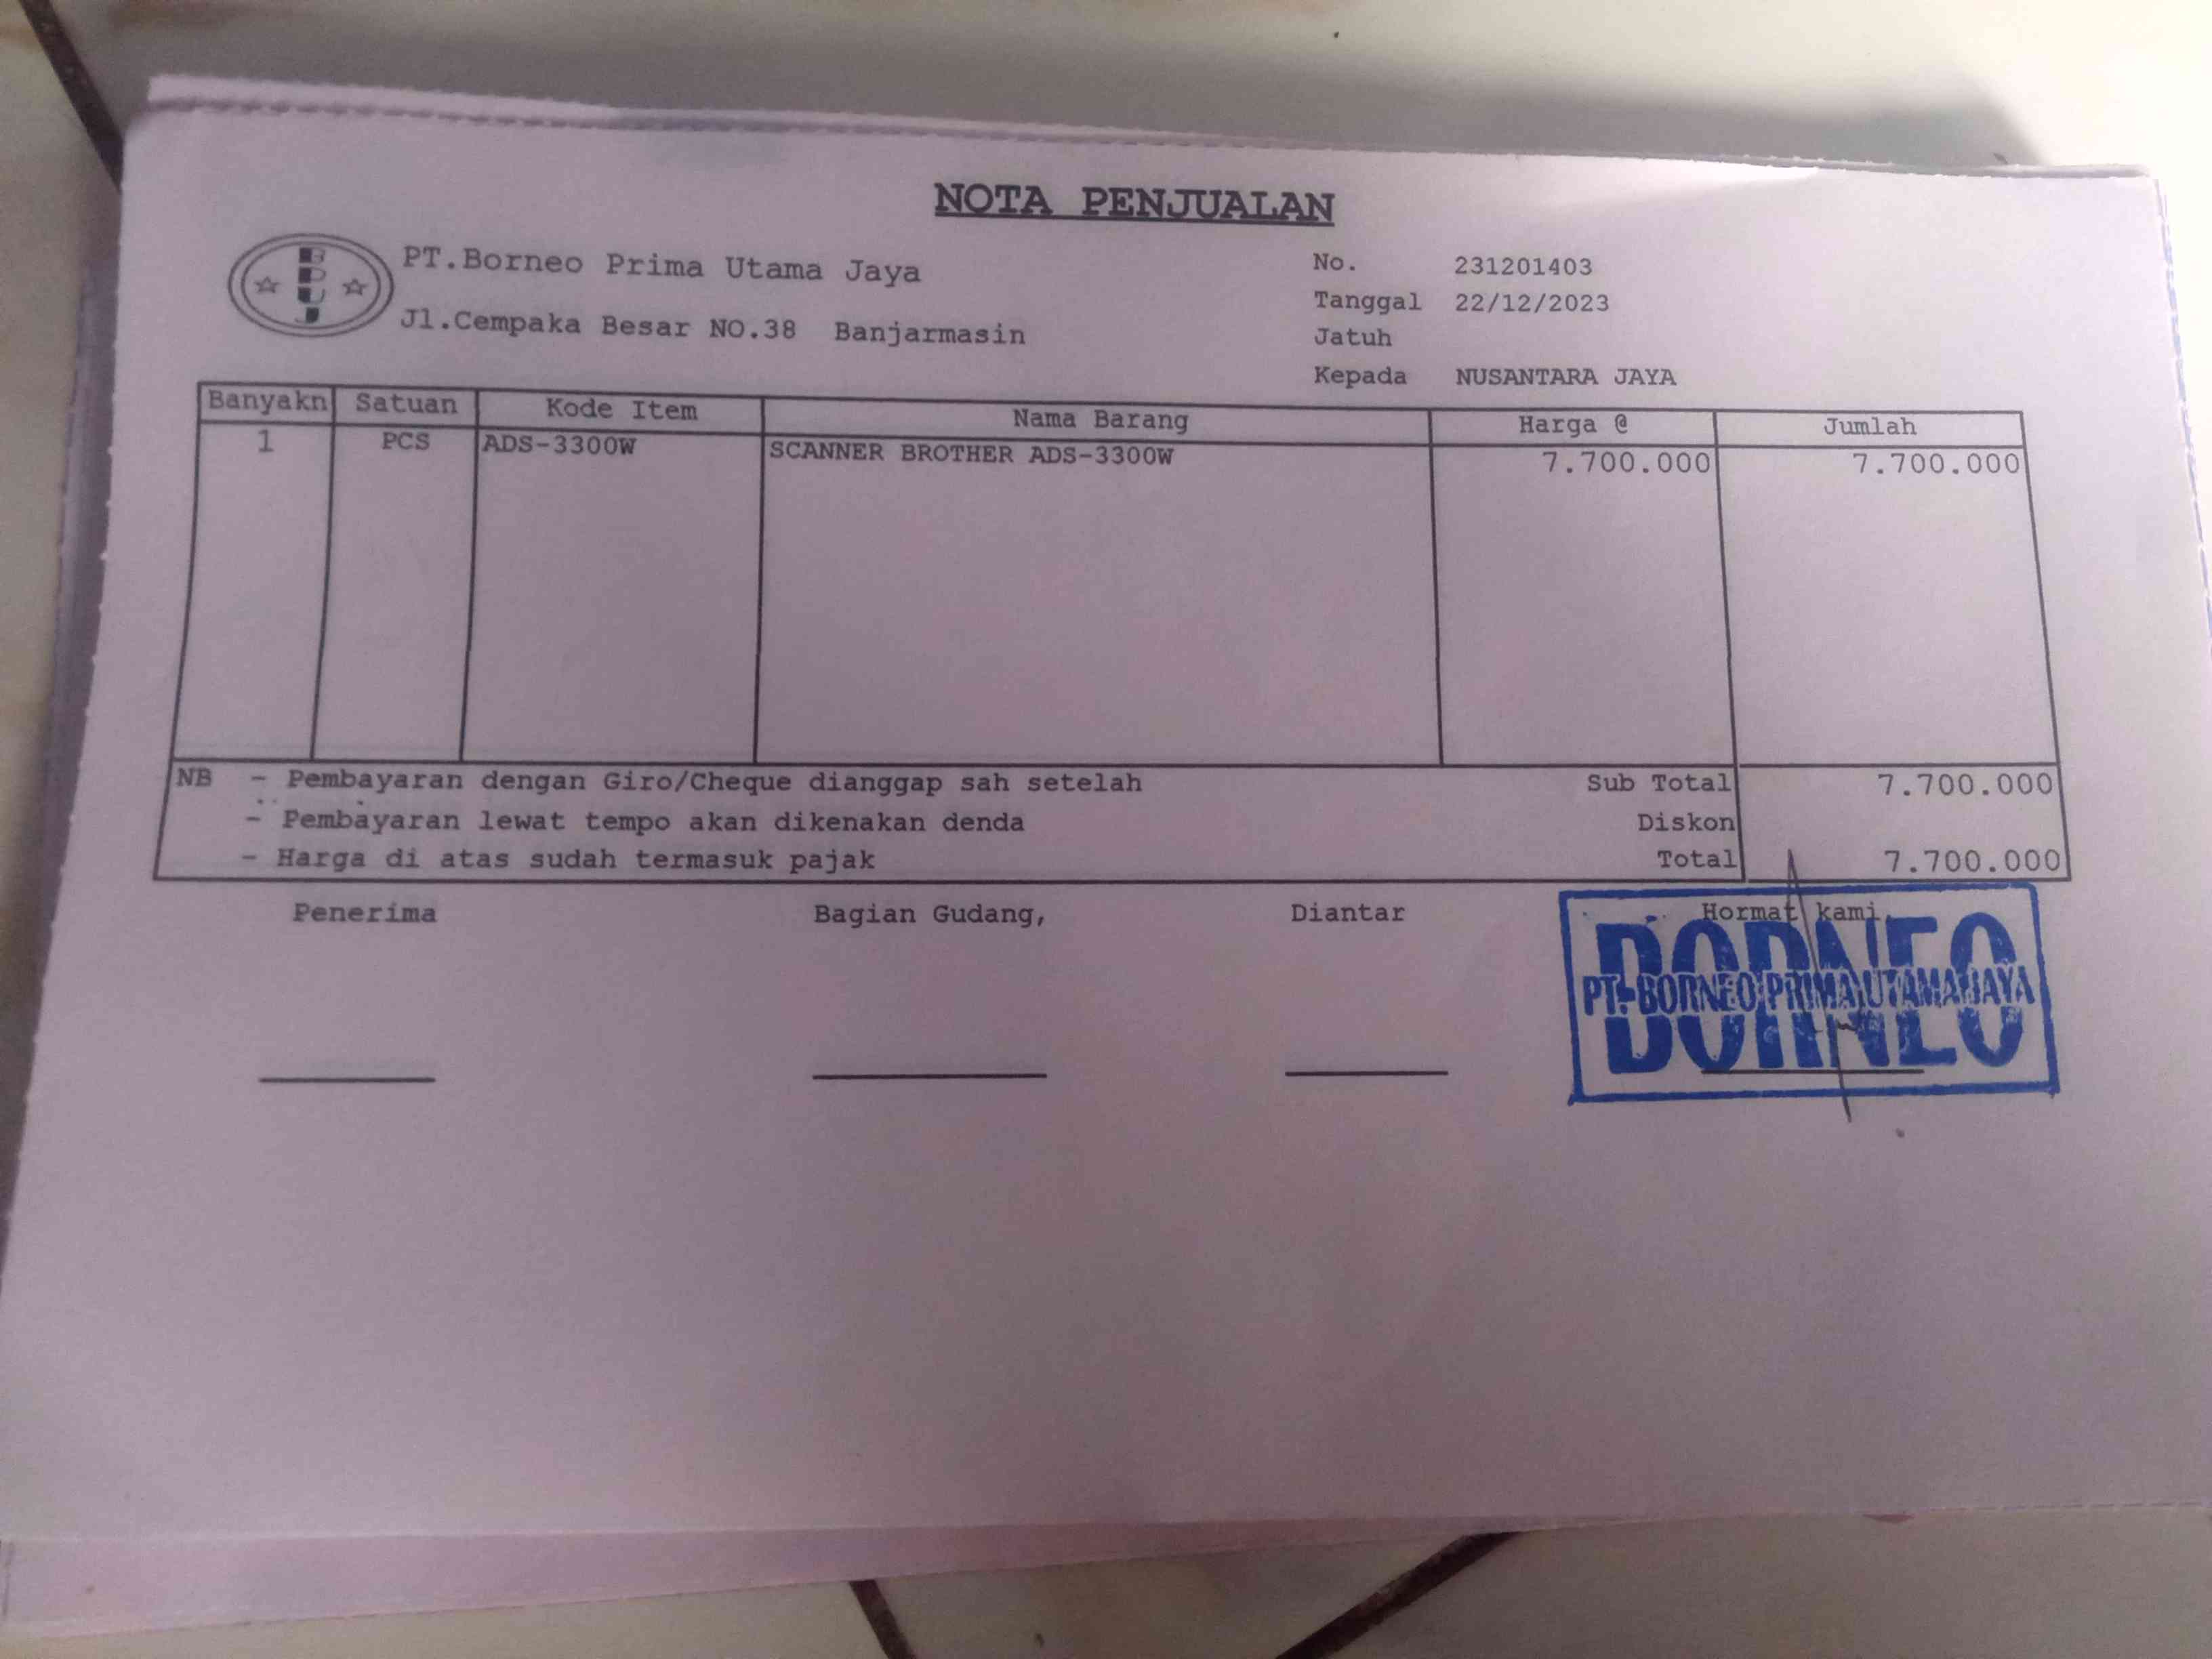 NOTA PENJUALAN
BPUJ
PT.Borneo Prima Utama Jaya
Jl.Cempaka Besar NO.38 Banjarmasin
No. 231201403
Tanggal 22/12/2023
Jatuh
Kepada NUSANTARA JAYA
Banyakn Satuan Kode Item Nama Barang Harga @ Jumlah
1 PCS ADS-3300W SCANNER BROTHER ADS-3300W 7.700.000 7.700.000
NB - Pembayaran dengan Giro/Cheque dianggap sah setelah Sub Total 7.700.000
- Pembayaran lewat tempo akan dikenakan denda Diskon
- Harga di atas sudah termasuk pajak Total 7.700.000
Penerima Bagian Gudang, Diantar Hormat kami,
BORNEO
PT. BORNEO PRIMA UTAMA JAYA